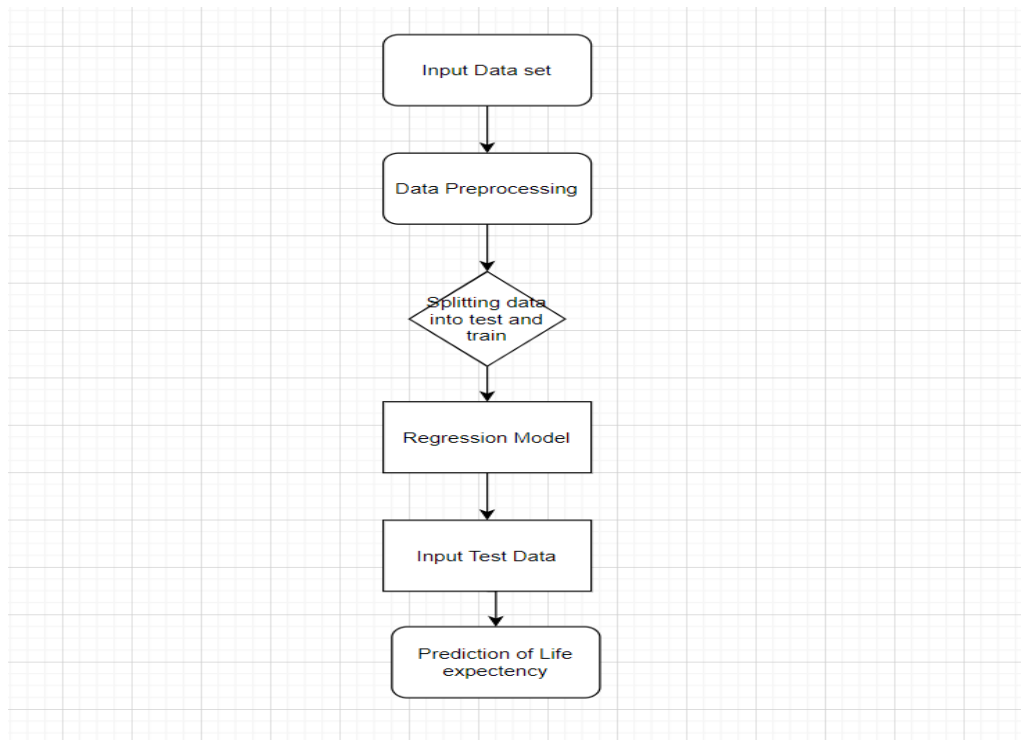 Input Data set
Data Preprocessing
Splitting data
into test and
train
Regression Model
Input Test Data
Prediction of Life
expectency